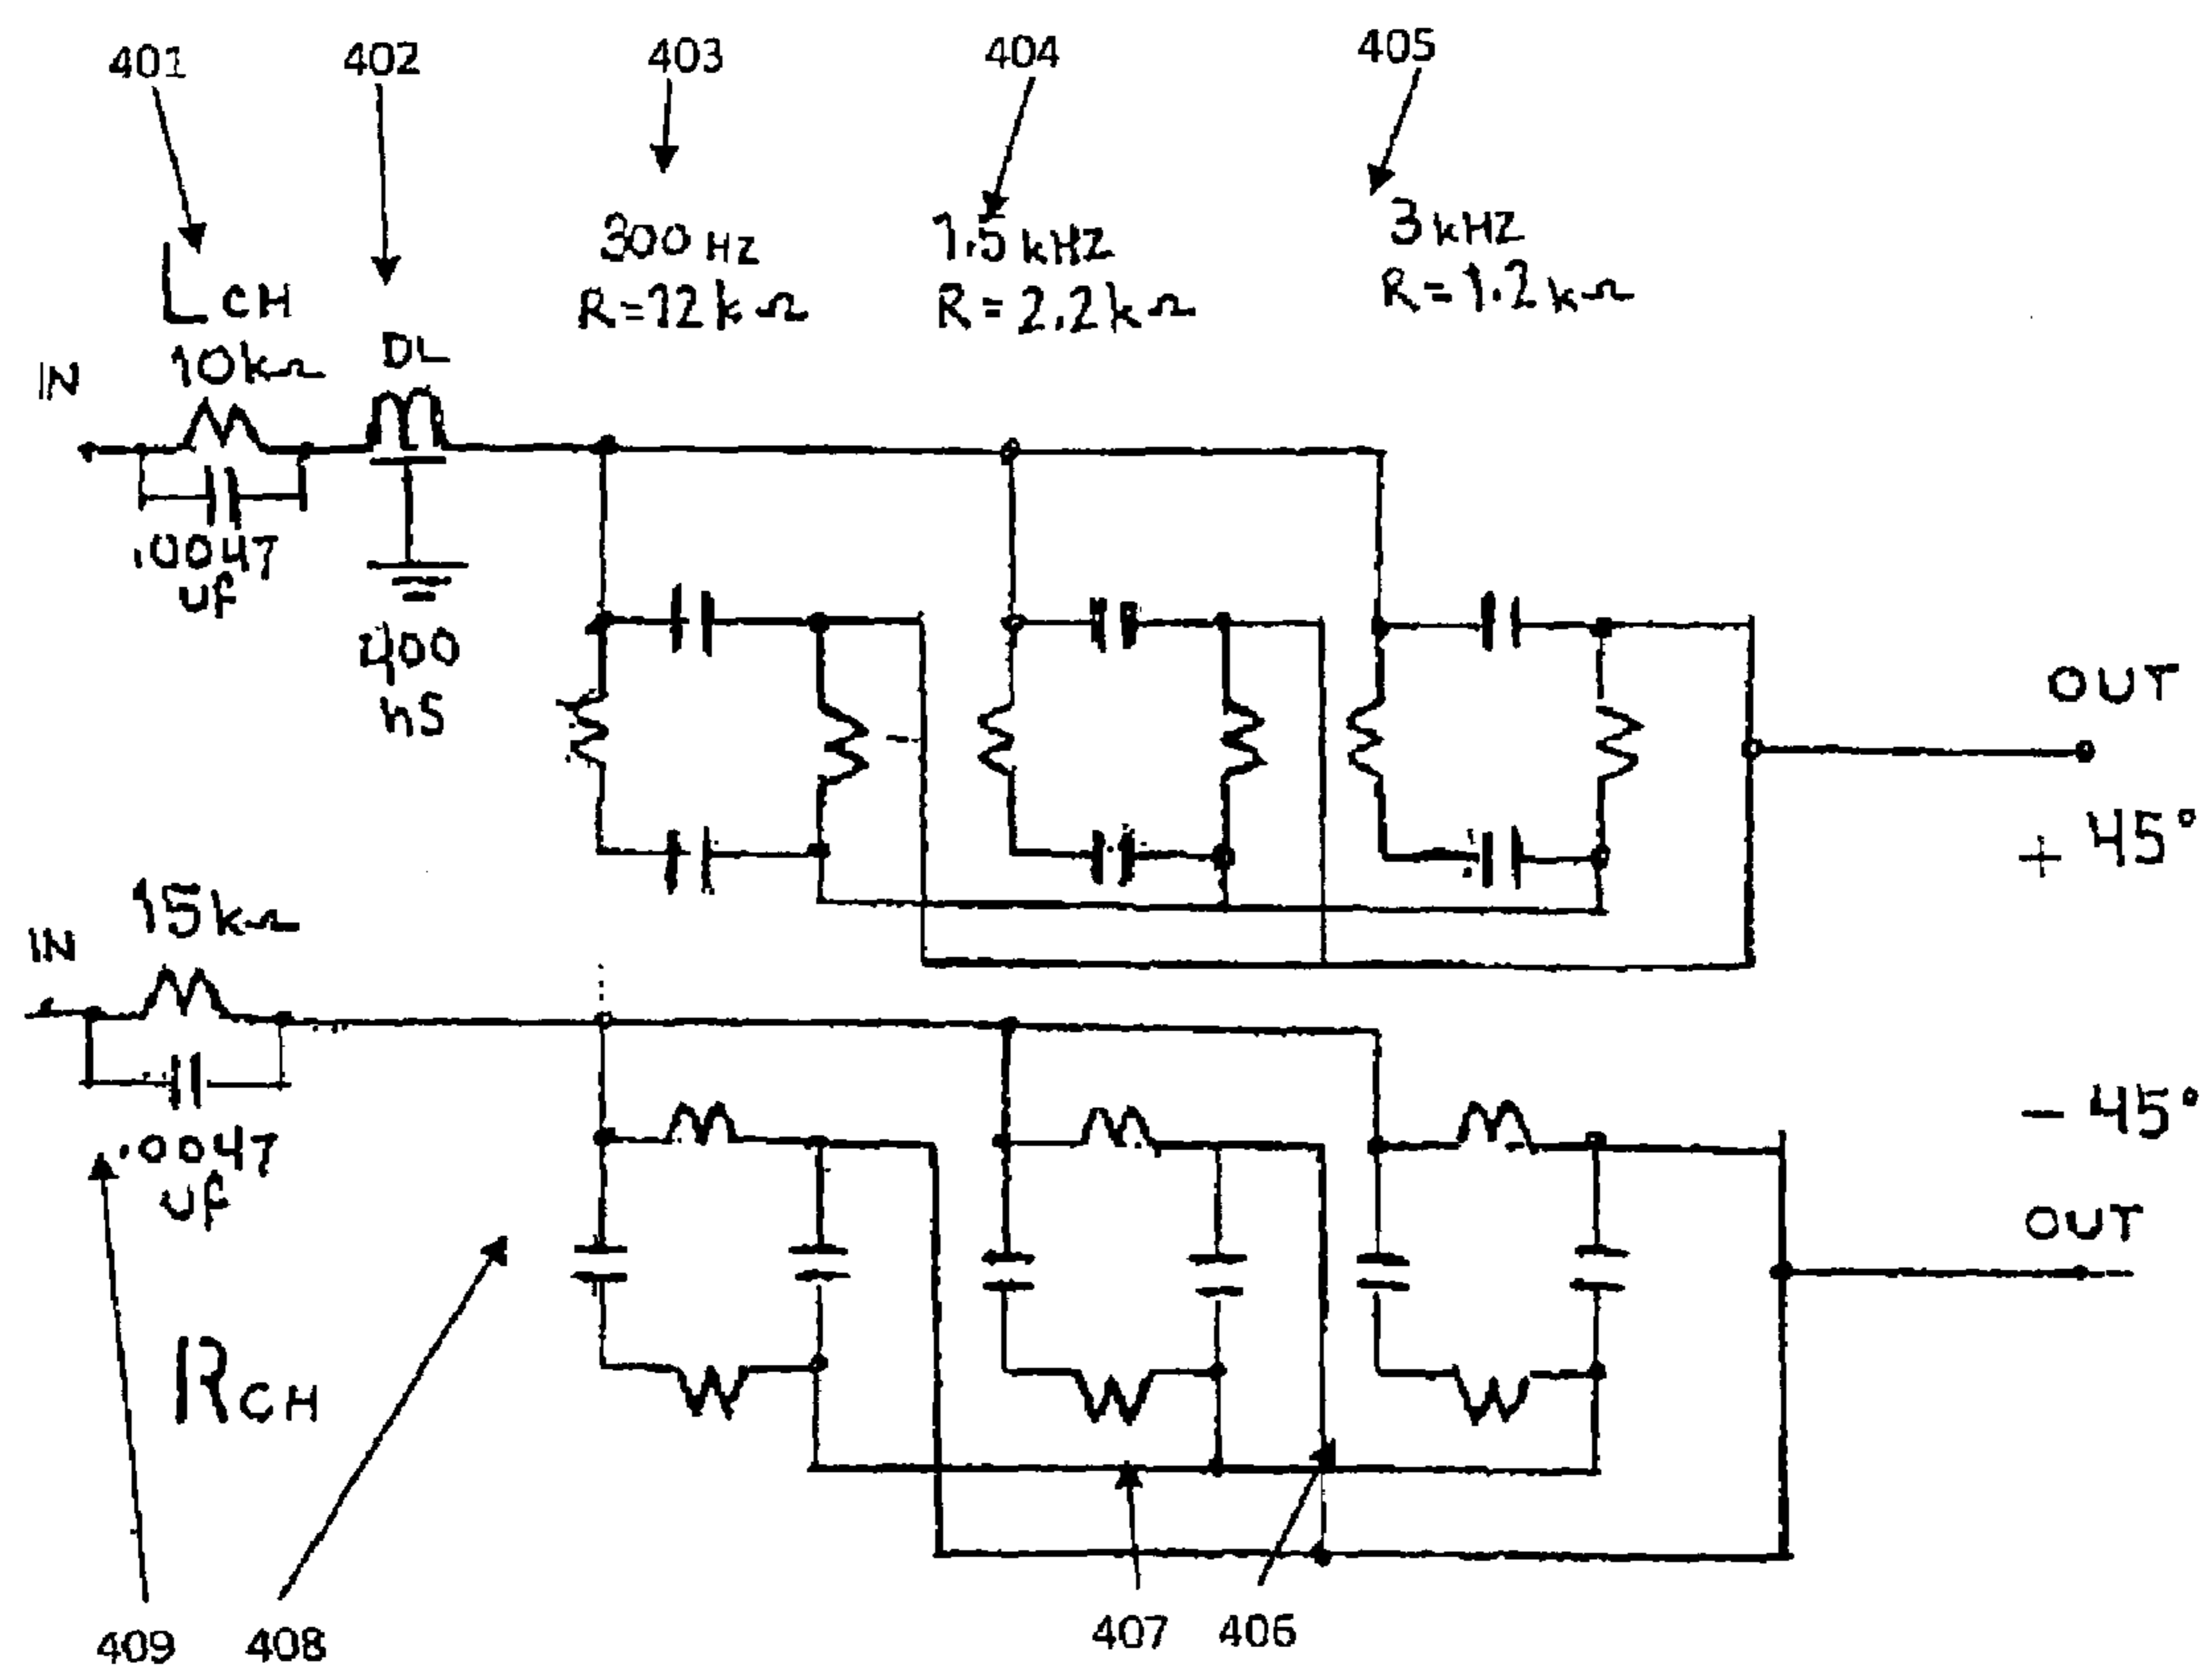 401 402 403 404 405
300 Hz 1.5 kHz 3 kHz
R=12kΩ R=2.2kΩ R=1.2kΩ
LCH
IN 10kΩ DL
.0047
uf
400
nS
OUT
+ 45°
15kΩ
IN
.0047
uf
- 45°
OUT
RCH
409 408 407 406